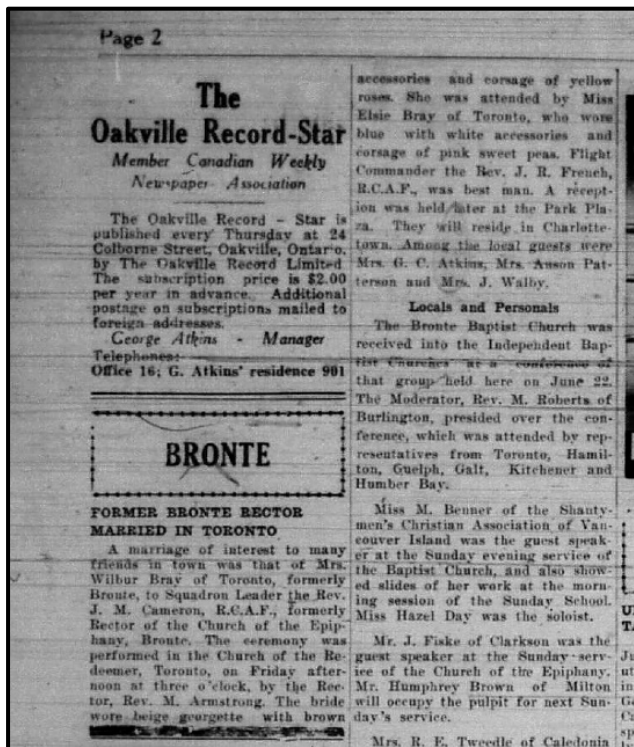 Page 2
The
Oakville Record-Star
Member Canadian Weekly
Newspaper Association
The Oakville Record - Star is
published every Thursday at 24
Colborne Street, Oakville, Ontario,
by The Oakville Record Limited
The subscription price is $2.00
per year in advance. Additional
postage on subscriptions mailed to
foreign addresses.
George Atkins - Manager
Telephones:
Office 16; G. Atkins' residence 901
BRONTE
FORMER BRONTE RECTOR
MARRIED IN TORONTO
A marriage of interest to many
friends in town was that of Mrs.
Wilbur Bray of Toronto, formerly
Bronte, to Squadron Leader the Rev.
J. M. Cameron, R.C.A.F., formerly
Rector of the Church of the Epip-
hany, Bronte. The ceremony was
performed in the Church of the Re-
deemer, Toronto, on Friday after-
noon at three o'clock, by the Rec-
tor, Rev. M. Armstrong. The bride
wore beige georgette with brown
accessories and corsage of yellow
roses. She was attended by Miss
Elsie Bray of Toronto, who wore
blue with white accessories and
corsage of pink sweet peas. Flight
Commander the Rev. J. R. French,
R.C.A.F., was best man. A recept-
ion was held later at the Park Pla-
za. They will reside in Charlotte-
town. Among the local guests were
Mrs. G. C. Atkins, Mrs. Anson Pat-
terson and Mrs. J. Walby.
Locals and Personals
The Bronte Baptist Church was
received into the Independent Bap-
tist Churches at a conference of
that group held here on June 22.
The Moderator, Rev. M. Roberts of
Burlington, presided over the con-
ference, which was attended by rep-
resentatives from Toronto, Hamil-
ton, Guelph, Galt, Kitchener and
Humber Bay.
Miss M. Benner of the Shanty-
men's Christian Association of Van-
couver Island was the guest speak-
er at the Sunday evening service of
the Baptist Church, and also show-
ed slides of her work at the morn-
ing session of the Sunday School.
Miss Hazel Day was the soloist.
Mr. J. Fiske of Clarkson was the
guest speaker at the Sunday serv-
ice of the Church of the Epiphany.
Mr. Humphrey Brown of Milton
will occupy the pulpit for next Sun-
day's service.
Mrs. R. E. Tweedle of Caledonia